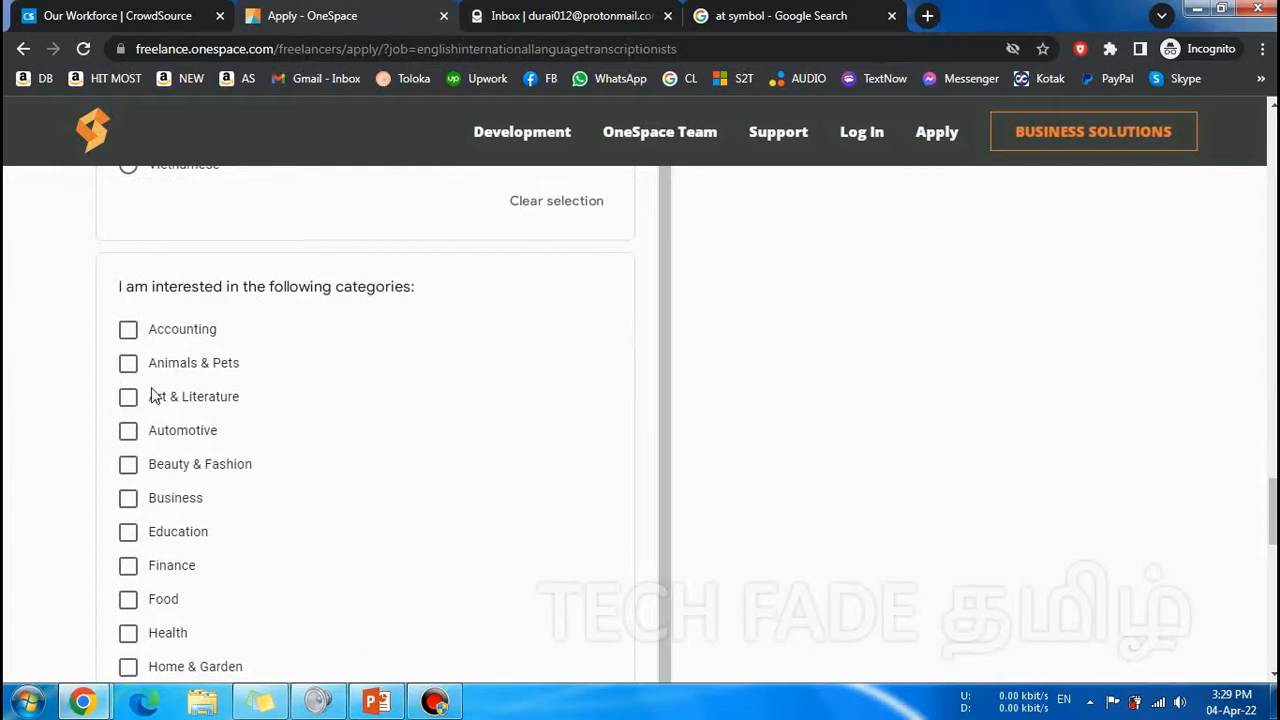 Our Workforce | CrowdSource
Apply - OneSpace
Inbox | durai023@protonmail.co
at symbol - Google Search
freelance.onespace.com/freelancers/apply/?job=englishinternationallanguagetranscriptionists
Incognito
DB
HIT MOST
NEW
AS
Gmail - Inbox
Toloka
Upwork
FB
WhatsApp
CL
S2T
AUDIO
TextNow
Messenger
Kotak
PayPal
Skype
»
Development
OneSpace Team
Support
Log In
Apply
BUSINESS SOLUTIONS
Vietnamese
Clear selection
I am interested in the following categories:
Accounting
Animals & Pets
Art & Literature
Automotive
Beauty & Fashion
Business
Education
Finance
Food
Health
Home & Garden
TECH FADE தமிழ்
U: 0.00 kbit/s
D: 0.00 kbit/s
EN
3:29 PM
04-Apr-22